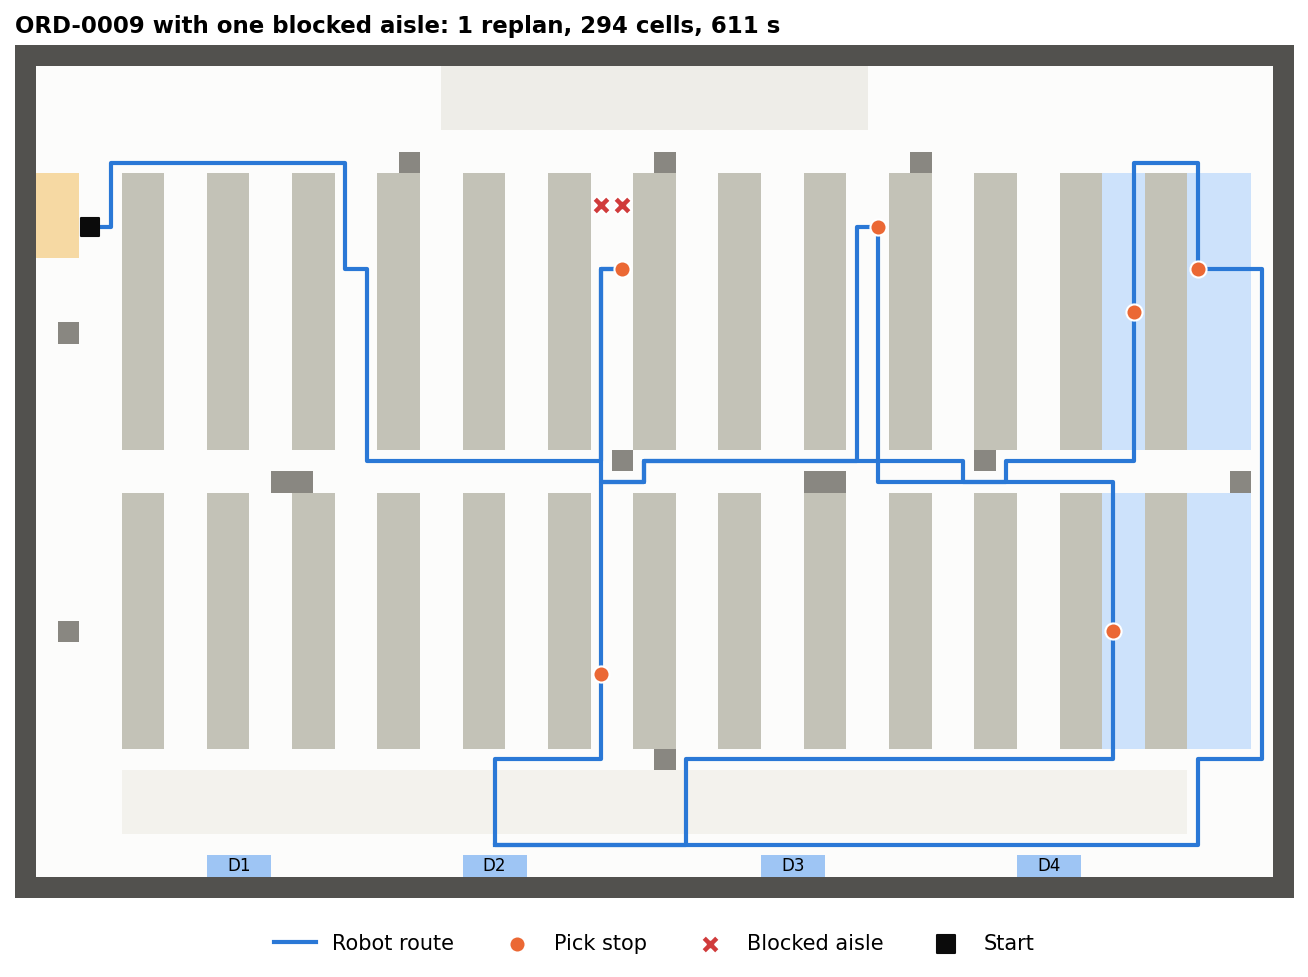 ORD-0009 with one blocked aisle: 1 replan, 294 cells, 611 s
D1 D2 D3 D4
Robot route Pick stop Blocked aisle Start